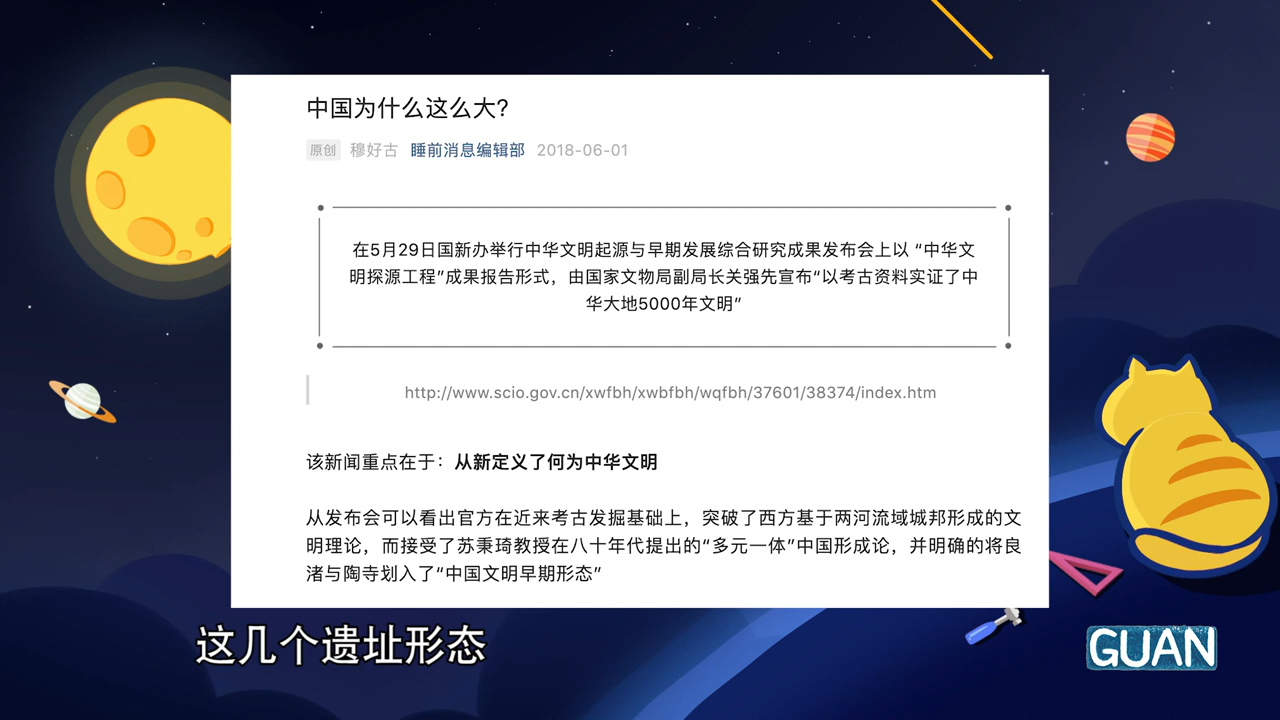 中国为什么这么大?
原创 穆好古 睡前消息编辑部 2018-06-01
在5月29日国新办举行中华文明起源与早期发展综合研究成果发布会上以 “中华文
明探源工程”成果报告形式，由国家文物局副局长关强先宣布“以考古资料实证了中
华大地5000年文明”
http://www.scio.gov.cn/xwfbh/xwbfbh/wqfbh/37601/38374/index.htm
该新闻重点在于：从新定义了何为中华文明
从发布会可以看出官方在近来考古发掘基础上，突破了西方基于两河流域城邦形成的文
明理论，而接受了苏秉琦教授在八十年代提出的“多元一体”中国形成论，并明确的将良
渚与陶寺划入了“中国文明早期形态”
这几个遗址形态
GUAN